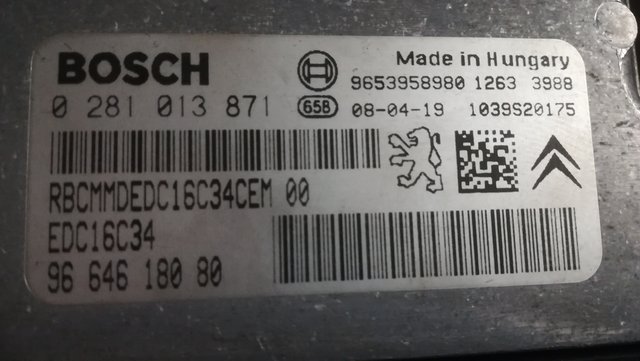 BOSCH
Made in Hungary
9653958980 1263 3988
0 281 013 871 65B 08-04-19 1039S20175
RBCMMDEDC16C34CEM 00
EDC16C34
96 646 180 80